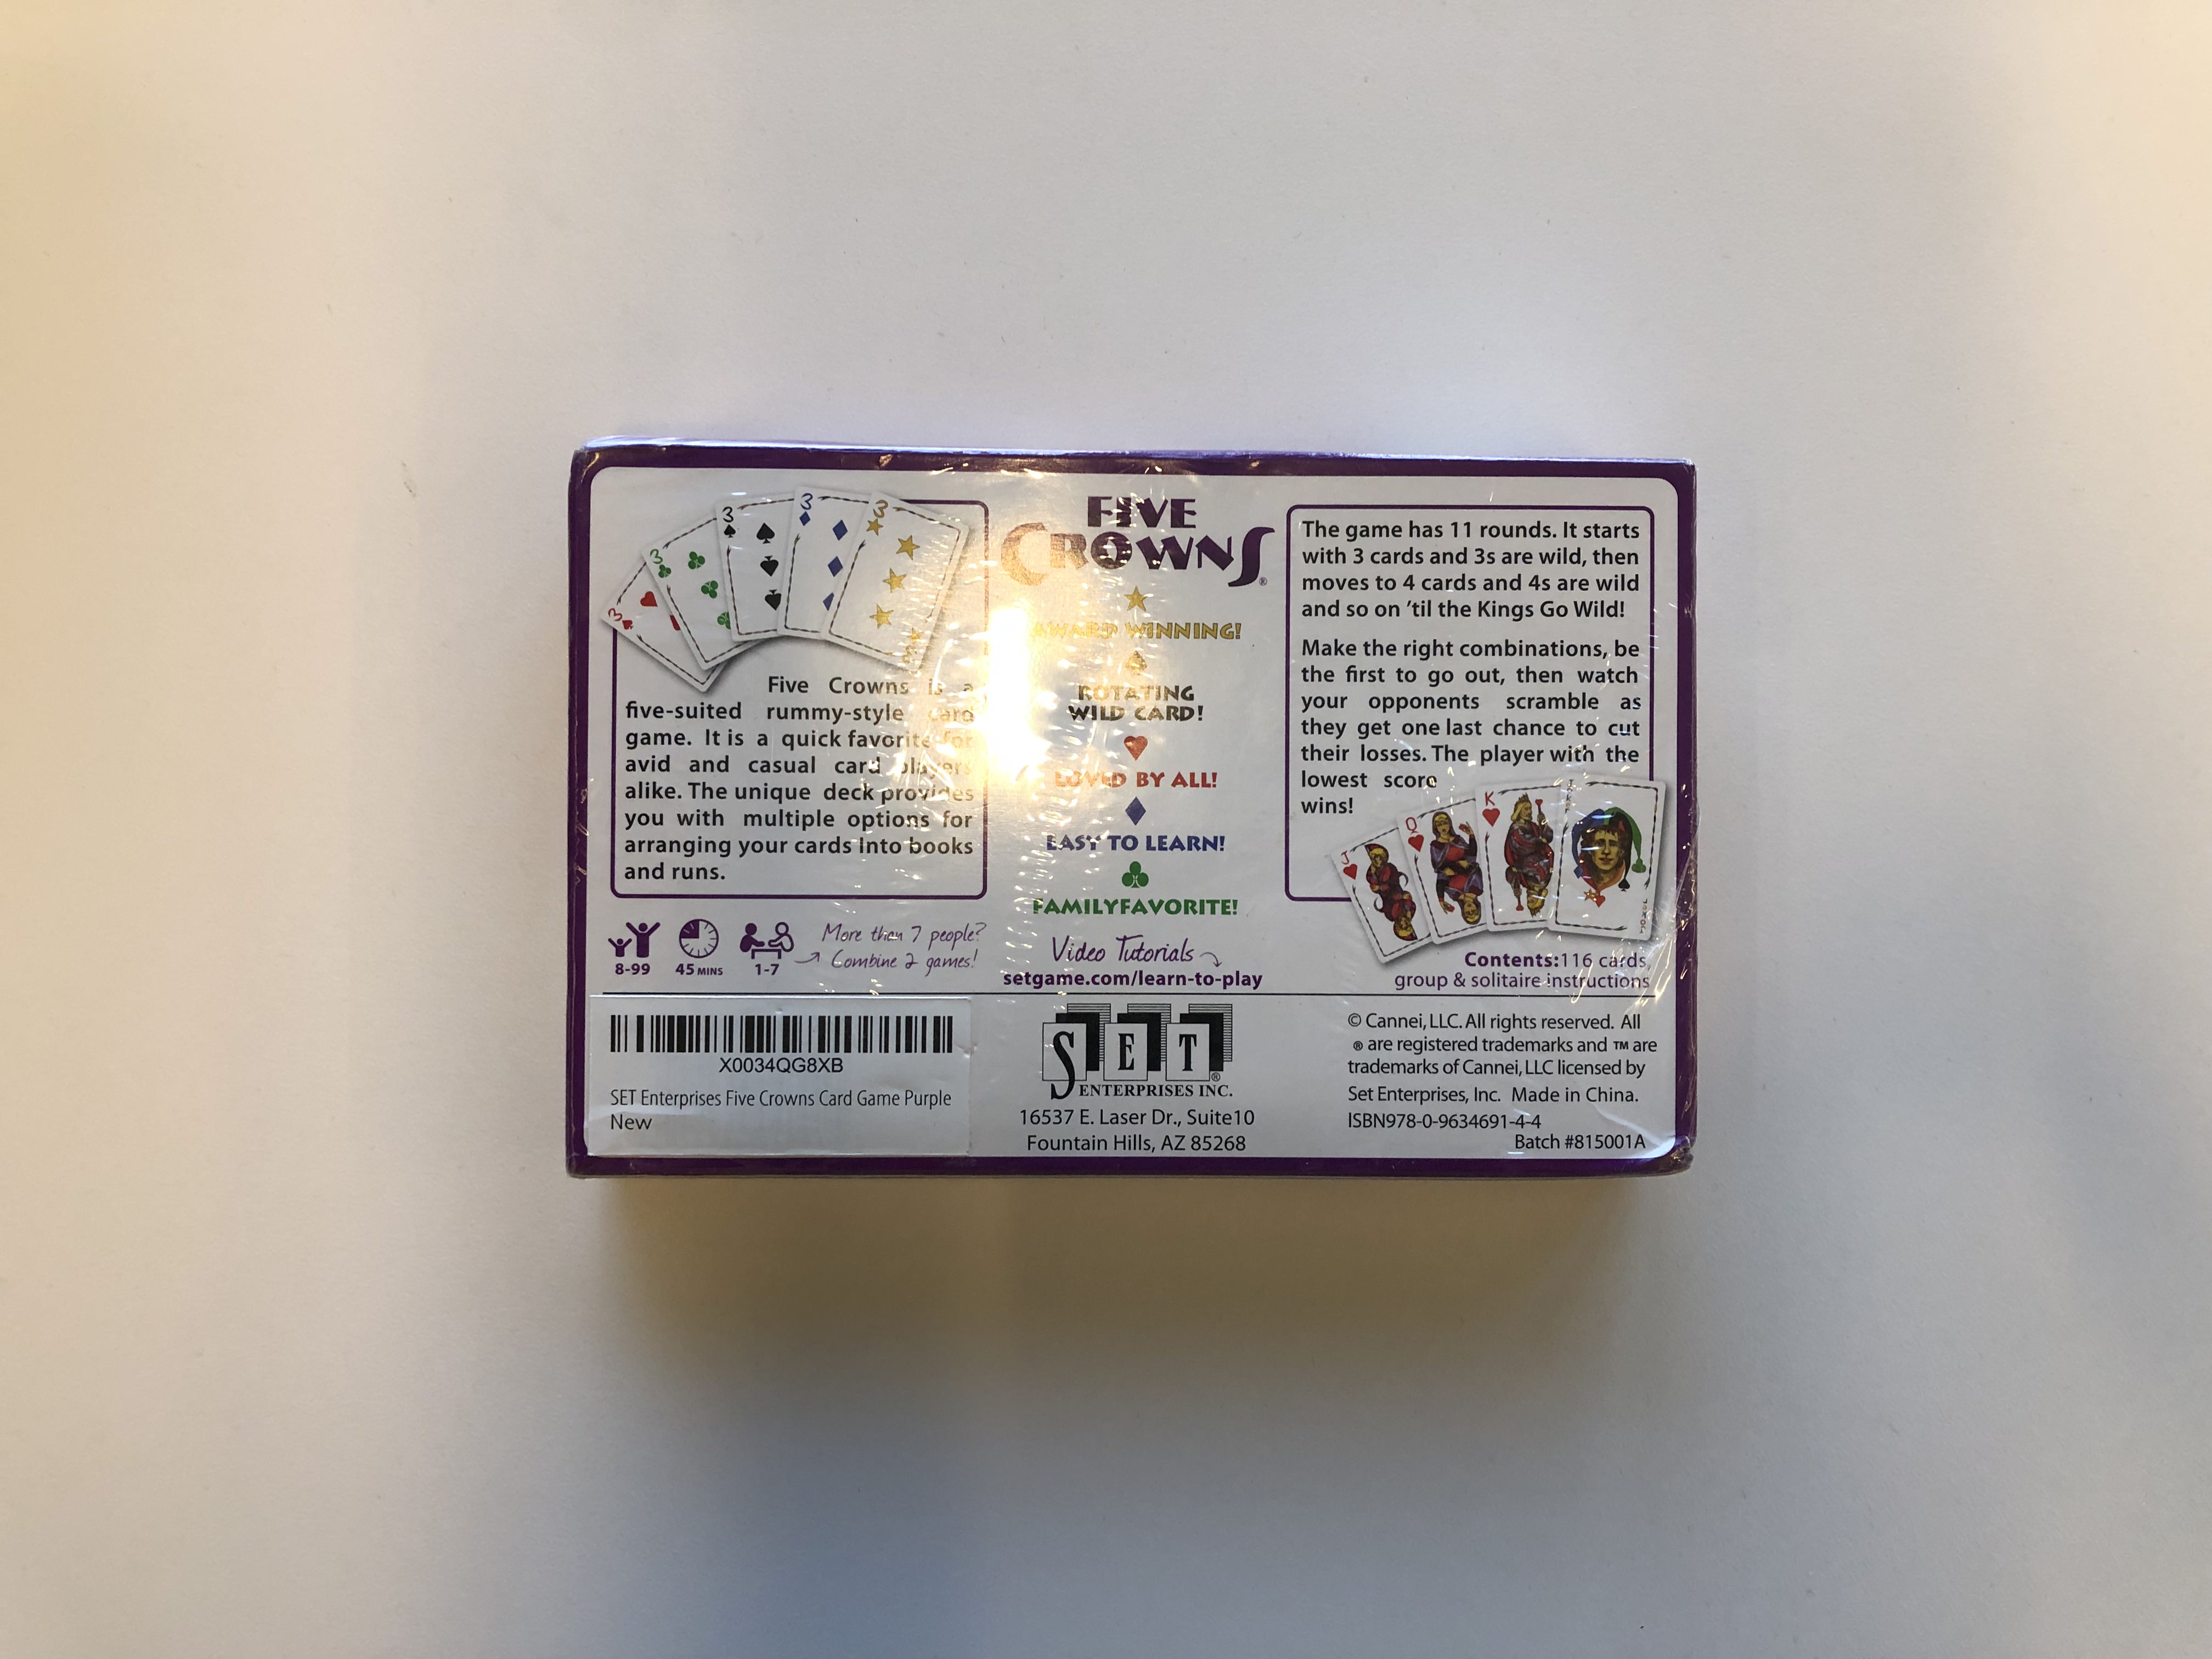 Five Crowns is a
five-suited rummy-style card
game. It is a quick favorite for
avid and casual card players
alike. The unique deck provides
you with multiple options for
arranging your cards into books
and runs.
8-99
45 MINS
1-7
More then 7 people?
Combine 2 games!
FIVE
CROWNS®
AWARD WINNING!
ROTATING
WILD CARD!
LOVED BY ALL!
EASY TO LEARN!
FAMILYFAVORITE!
Video Tutorials
setgame.com/learn-to-play
The game has 11 rounds. It starts
with 3 cards and 3s are wild, then
moves to 4 cards and 4s are wild
and so on 'til the Kings Go Wild!
Make the right combinations, be
the first to go out, then watch
your opponents scramble as
they get one last chance to cut
their losses. The player with the
lowest score
wins!
3
3
3
3
3
J
Q
K
JOKER
Contents:116 cards,
group & solitaire instructions
X0034QG8XB
SET Enterprises Five Crowns Card Game Purple
New
SET®
ENTERPRISES INC.
16537 E. Laser Dr., Suite10
Fountain Hills, AZ 85268
© Cannei, LLC. All rights reserved. All
® are registered trademarks and ™ are
trademarks of Cannei, LLC licensed by
Set Enterprises, Inc. Made in China.
ISBN978-0-9634691-4-4
Batch #815001A